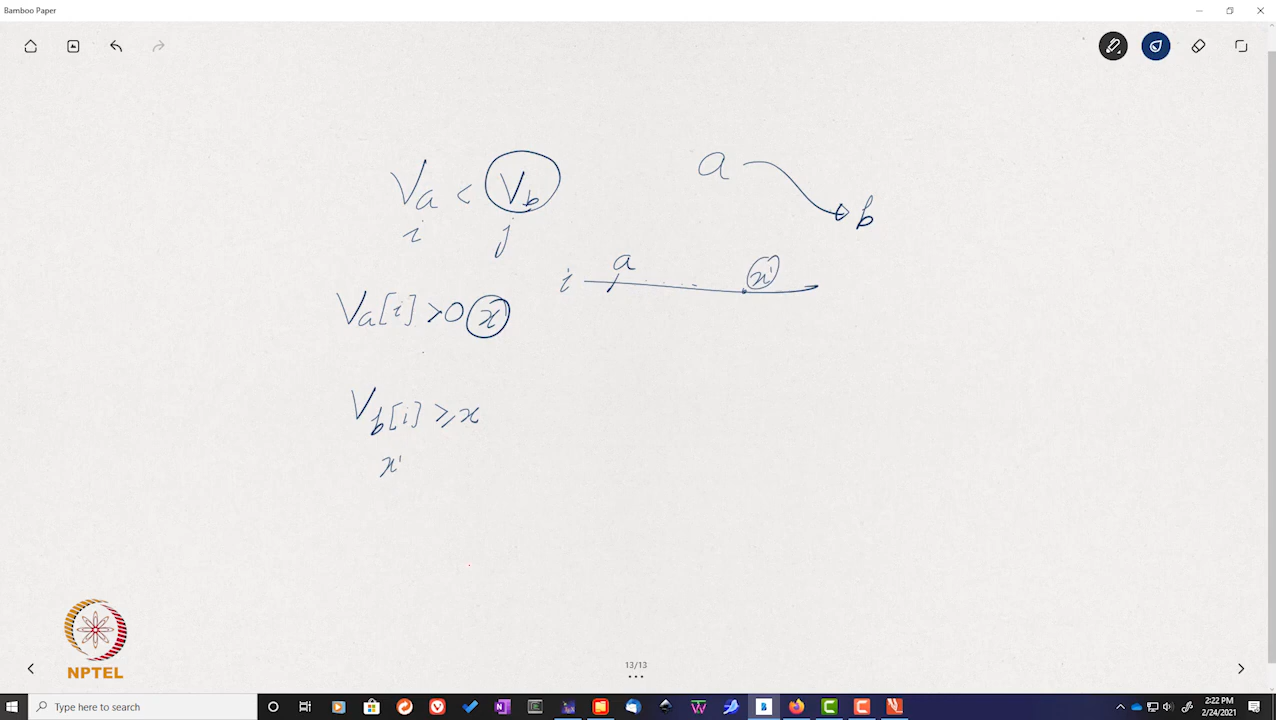 Bamboo Paper
Va < Vb
i j
a
b
i a x'
Va[i] > 0 x
Vb[i] ≥ x
x'
NPTEL
13/13
Type here to search
2:22 PM
2/24/2021